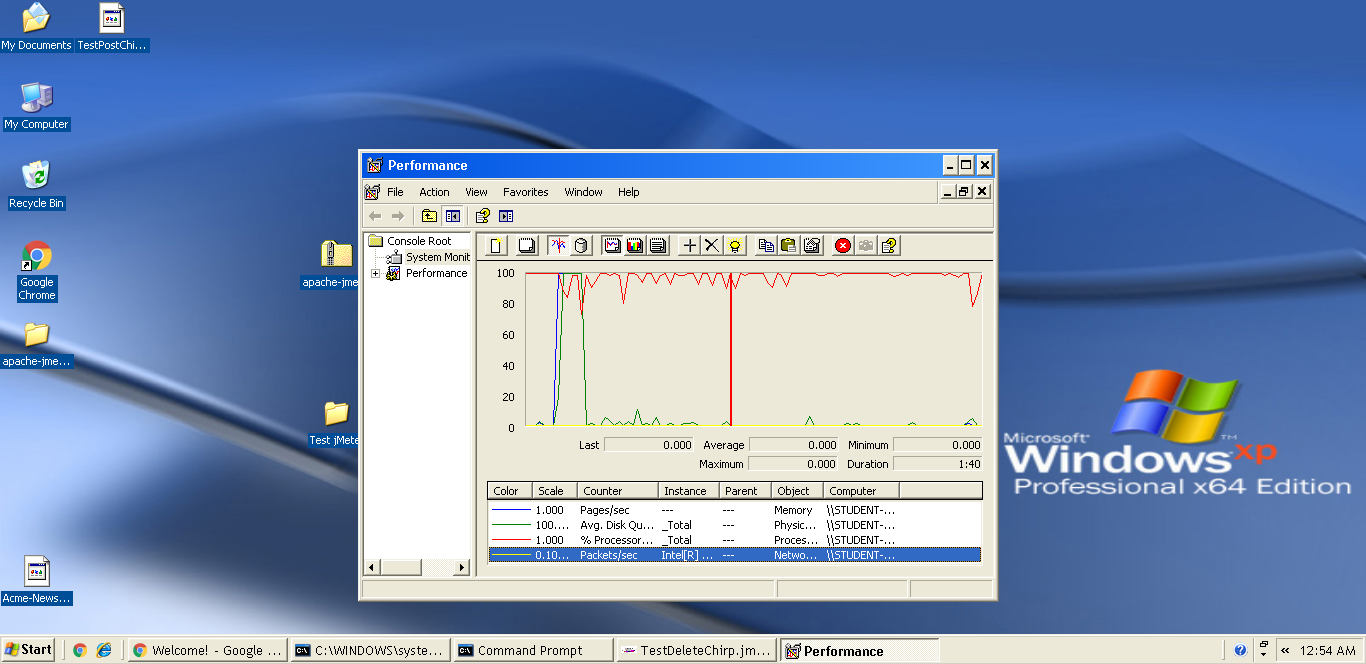 My Documents
TestPostChi...
My Computer
Recycle Bin
Google
Chrome
apache-jme...
Acme-News...
apache-jme
Test jMete
Performance
File Action View Favorites Window Help
Console Root
System Monit
Performance
100
80
60
40
20
0
Last 0.000 Average 0.000 Minimum 0.000
Maximum 0.000 Duration 1:40
Color Scale Counter Instance Parent Object Computer
1.000 Pages/sec --- --- Memory \\STUDENT-...
100.... Avg. Disk Qu... _Total --- Physic... \\STUDENT-...
1.000 % Processor... _Total --- Proces... \\STUDENT-...
0.10... Packets/sec Intel[R] ... --- Netwo... \\STUDENT-...
Microsoft®
Windows xp ™
Professional x64 Edition
Start
Welcome! - Google ...
C:\WINDOWS\syste...
Command Prompt
TestDeleteChirp.jm...
Performance
« 12:54 AM